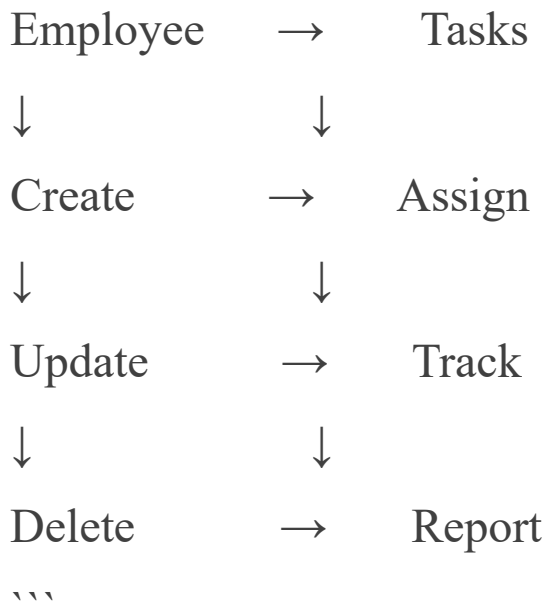 Employee → Tasks
↓ ↓
Create → Assign
↓ ↓
Update → Track
↓ ↓
Delete → Report
```